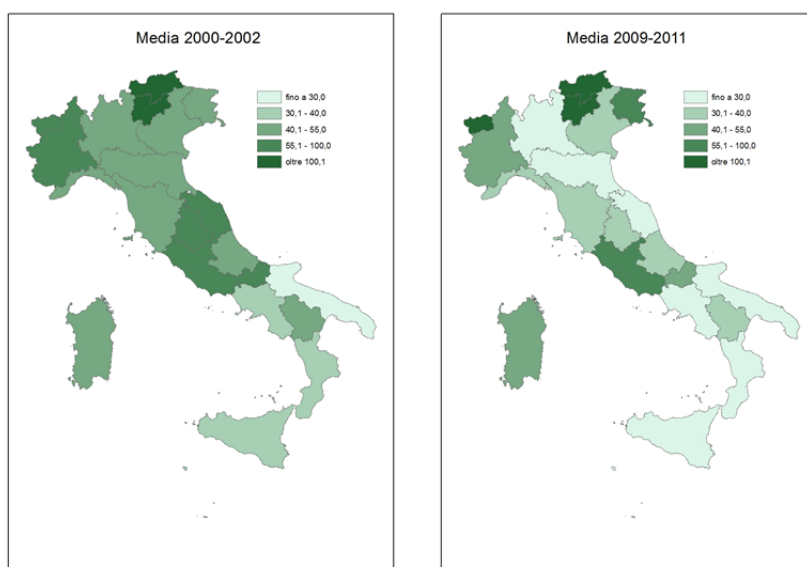 Media 2000-2002
fino a 30,0
30,1 - 40,0
40,1 - 55,0
55,1 - 100,0
oltre 100,1
Media 2009-2011
fino a 30,0
30,1 - 40,0
40,1 - 55,0
55,1 - 100,0
oltre 100,1